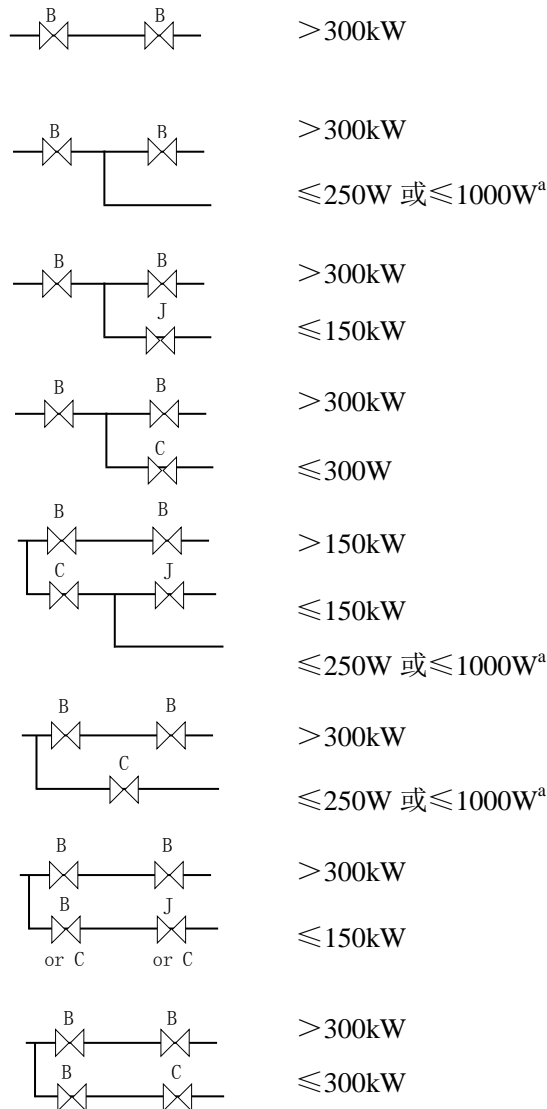 B B >300kW
B B >300kW
≤250W 或≤1000Wᵃ
B B >300kW
J ≤150kW
B B >300kW
C ≤300W
B B >150kW
C J ≤150kW
≤250W 或≤1000Wᵃ
B B >300kW
C ≤250W 或≤1000Wᵃ
B B >300kW
B J ≤150kW
or C or C
B B >300kW
B C ≤300kW